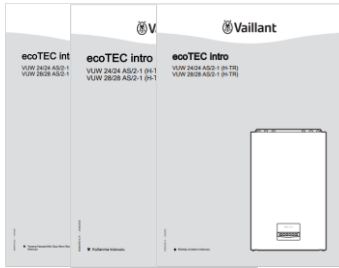 ecoTEC int
VUW 24/24 AS/2-1
VUW 28/28 AS/2-1
V
ecoTEC intro
VUW 24/24 AS/2-1 (H-T
VUW 28/28 AS/2-1 (H-T
Vaillant
ecoTEC intro
VUW 24/24 AS/2-1 (H-TR)
VUW 28/28 AS/2-1 (H-TR)